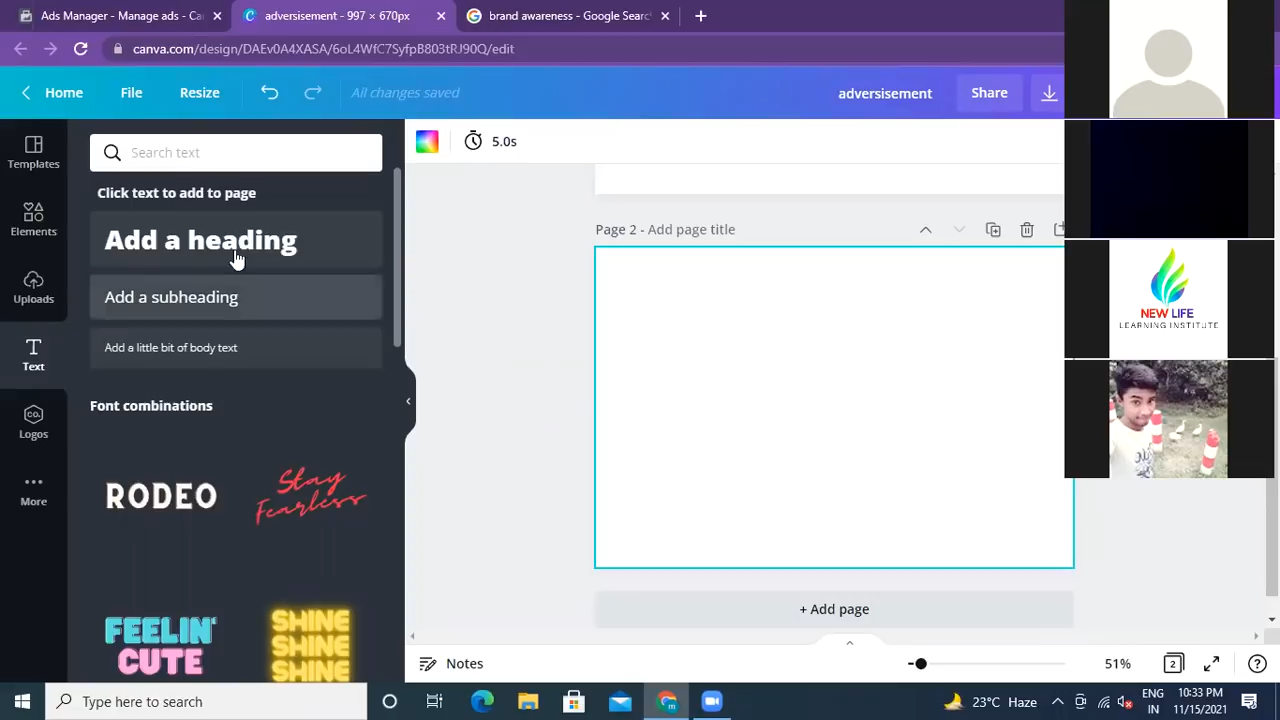 Ads Manager - Manage ads - Ca
adversisement - 997 × 670px
brand awareness - Google Searc
canva.com/design/DAEv0A4XASA/6oL4WfC7SyfpB803tRJ90Q/edit
Home
File
Resize
All changes saved
adversisement
Share
Templates
Elements
Uploads
Text
Logos
More
CO.
Search text
Click text to add to page
Add a heading
Add a subheading
Add a little bit of body text
Font combinations
RODEO
Stay
Fearless
FEELIN'
CUTE
SHINE
SHINE
SHINE
5.0s
Page 2 - Add page title
+ Add page
Notes
51%
2
NEW LIFE
LEARNING INSTITUTE
Type here to search
23°C Haze
ENG
IN
10:33 PM
11/15/2021